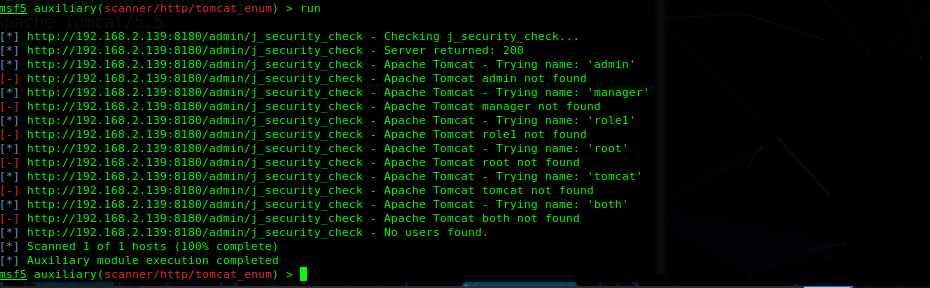 msf5 auxiliary(scanner/http/tomcat_enum) > run
Apache Tomcat/5.5
[*] http://192.168.2.139:8180/admin/j_security_check - Checking j_security_check...
[*] http://192.168.2.139:8180/admin/j_security_check - Server returned: 200
[*] http://192.168.2.139:8180/admin/j_security_check - Apache Tomcat - Trying name: 'admin'
[-] http://192.168.2.139:8180/admin/j_security_check - Apache Tomcat admin not found
[*] http://192.168.2.139:8180/admin/j_security_check - Apache Tomcat - Trying name: 'manager'
[-] http://192.168.2.139:8180/admin/j_security_check - Apache Tomcat manager not found
[*] http://192.168.2.139:8180/admin/j_security_check - Apache Tomcat - Trying name: 'role1'
[-] http://192.168.2.139:8180/admin/j_security_check - Apache Tomcat role1 not found
[*] http://192.168.2.139:8180/admin/j_security_check - Apache Tomcat - Trying name: 'root'
[-] http://192.168.2.139:8180/admin/j_security_check - Apache Tomcat root not found
[*] http://192.168.2.139:8180/admin/j_security_check - Apache Tomcat - Trying name: 'tomcat'
[-] http://192.168.2.139:8180/admin/j_security_check - Apache Tomcat tomcat not found
[*] http://192.168.2.139:8180/admin/j_security_check - Apache Tomcat - Trying name: 'both'
[-] http://192.168.2.139:8180/admin/j_security_check - Apache Tomcat both not found
[*] http://192.168.2.139:8180/admin/j_security_check - No users found.
[*] Scanned 1 of 1 hosts (100% complete)
[*] Auxiliary module execution completed
msf5 auxiliary(scanner/http/tomcat_enum) >